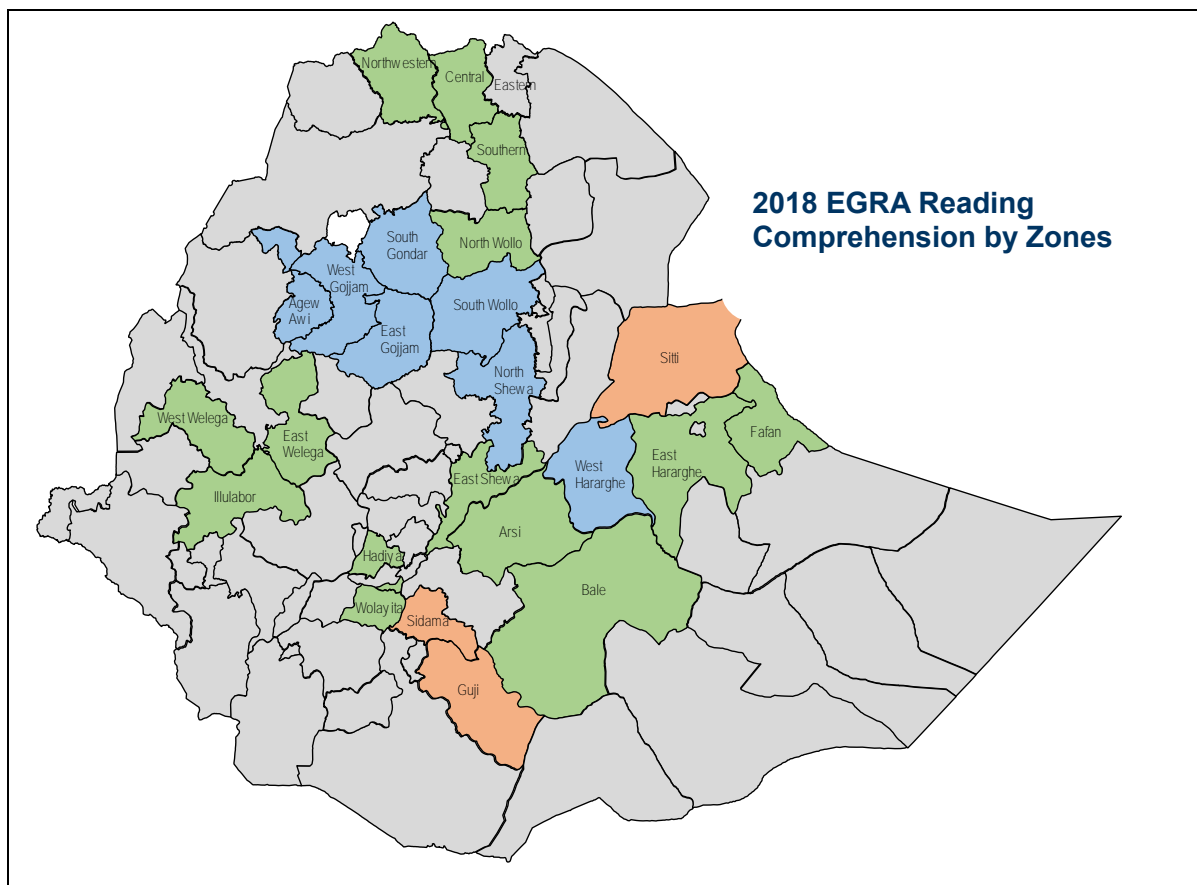 Northwestern
Central
Eastern
Southern
2018 EGRA Reading
Comprehension by Zones
South
Gondar
North Wollo
West
Gojjam
Agew
Awi
South Wollo
East
Gojjam
Sitti
North
Shewa
West Welega
East
Welega
Fafan
West
Hararghe
East
Hararghe
East Shewa
Illulabor
Arsi
Hadiya
Bale
Wolayita
Sidama
Guji